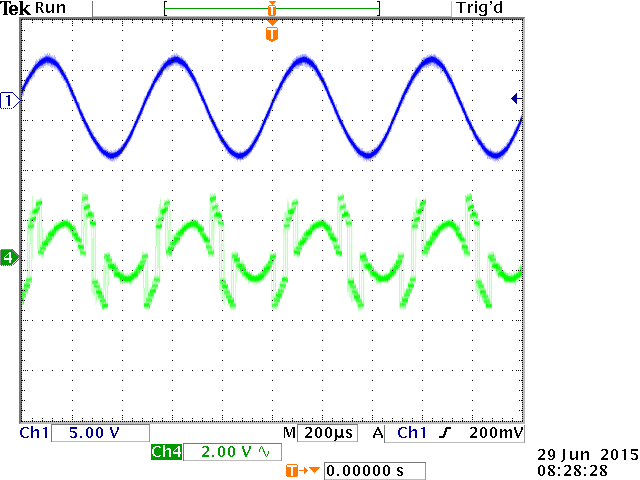 Tek Run Trig'd
T
T
1
4
Ch1 5.00 V M 200µs A Ch1 200mV
Ch4 2.00 V
T 0.00000 s
29 Jun 2015
08:28:28